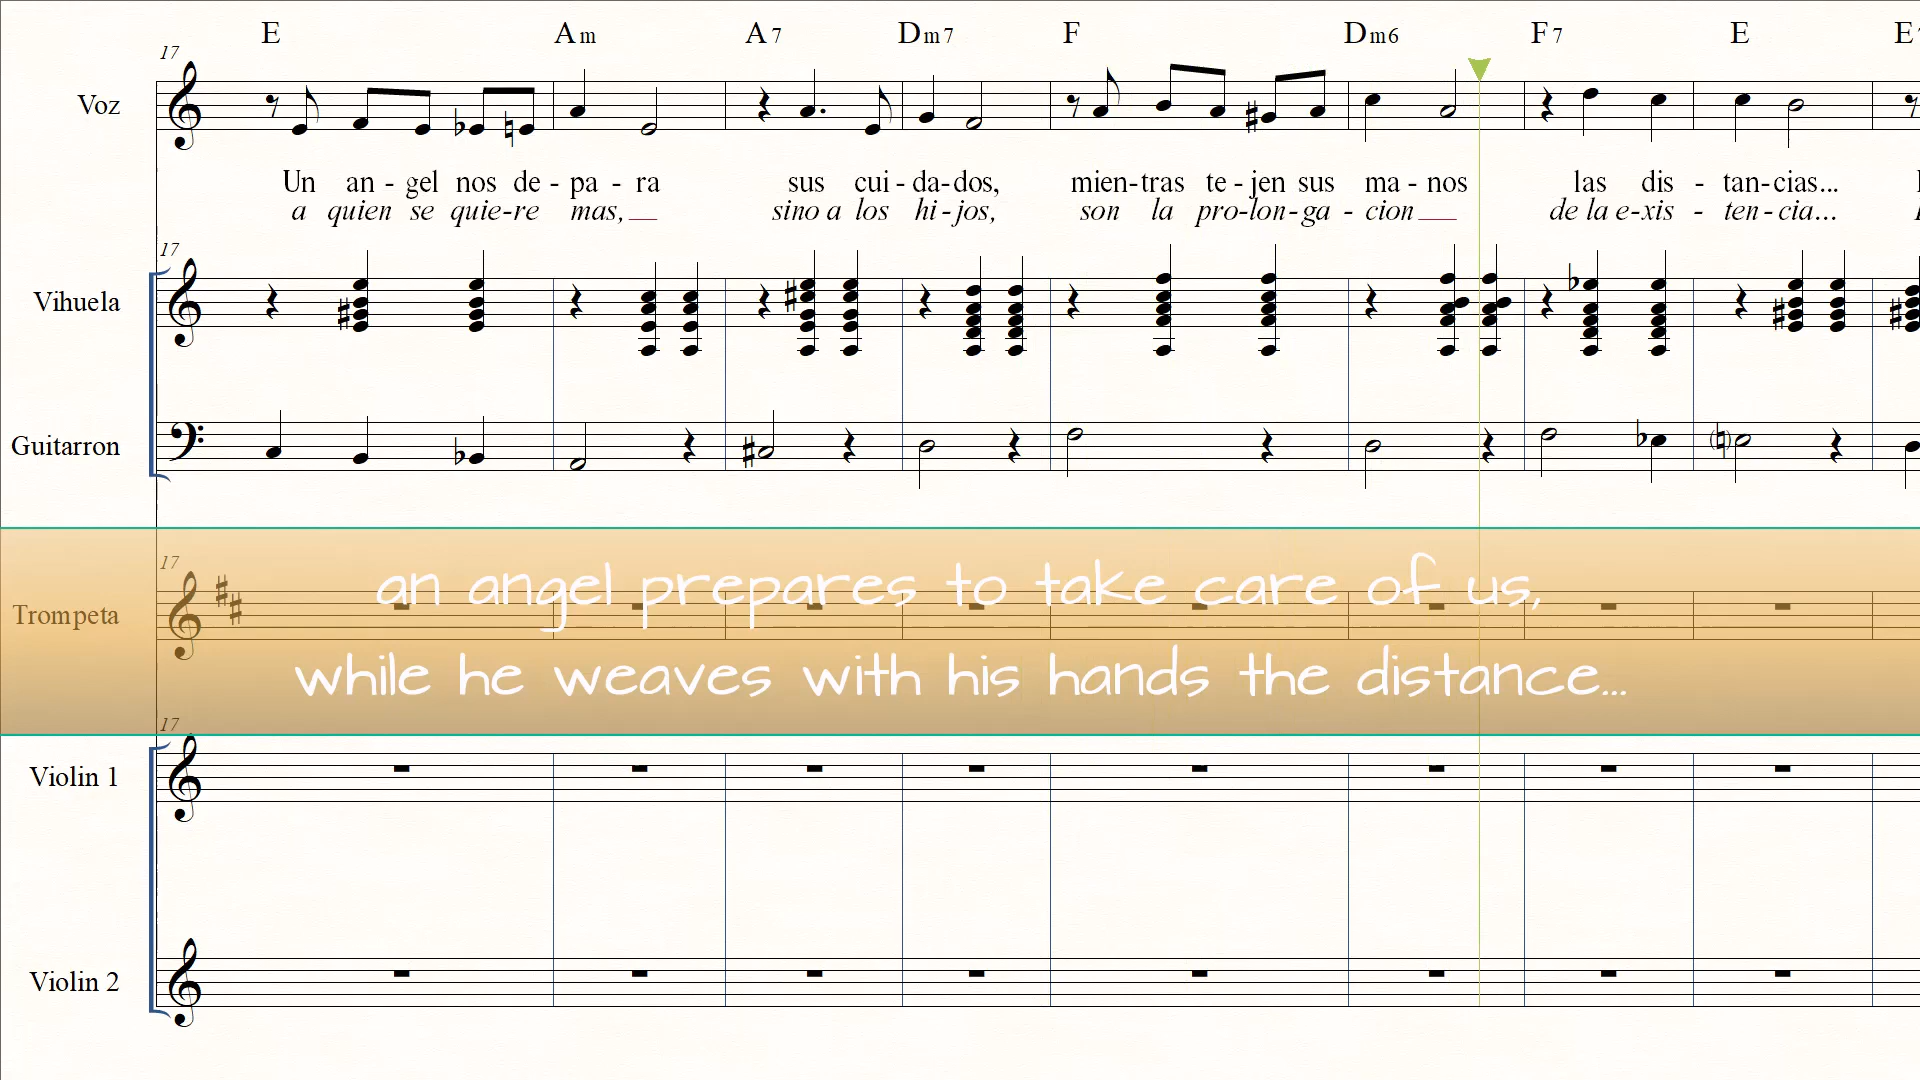 E Am A7 Dm7 F Dm6 F7 E
17
Voz
Un an - gel nos de - pa - ra sus cui - da - dos, mien - tras te - jen sus ma - nos las dis - tan - cias...
a quien se quie - re mas,__ sino a los hi - jos, son la pro - lon - ga - cion__ de la e - xis - ten - cia...
17
Vihuela
Guitarron
17
Trompeta
an angel prepares to take care of us,
while he weaves with his hands the distance...
17
Violin 1
Violin 2